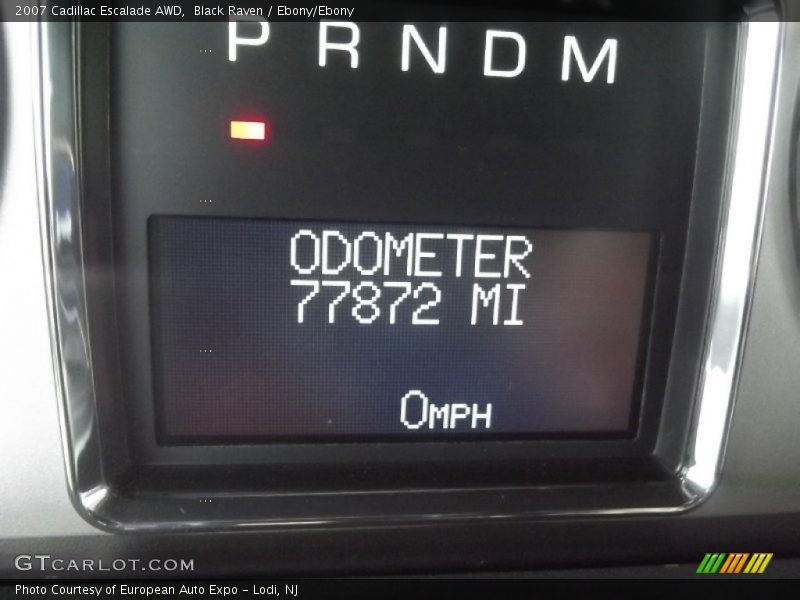 2007 Cadillac Escalade AWD, Black Raven / Ebony/Ebony
P R N D M
ODOMETER
77872 MI
0MPH
GTCARLOT.COM
Photo Courtesy of European Auto Expo - Lodi, NJ